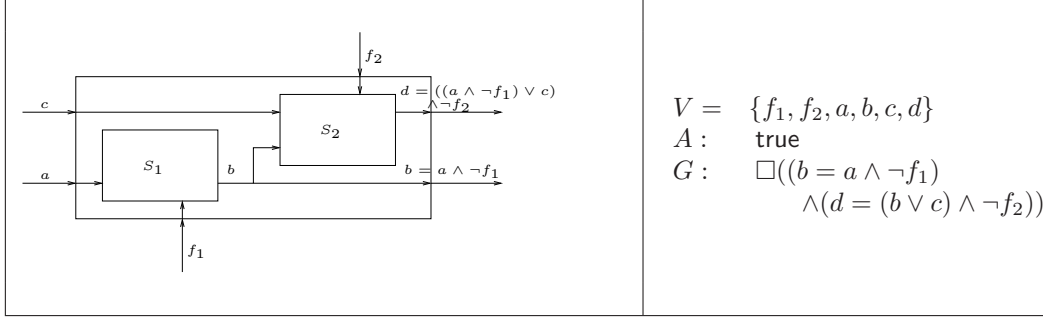 f₂
d = ((a ∧ ¬f₁) ∨ c)
∧¬f₂
c
S₂
S₁
a
b
b = a ∧ ¬f₁
f₁
V = {f₁, f₂, a, b, c, d}
A : true
G : □((b = a ∧ ¬f₁)
∧(d = (b ∨ c) ∧ ¬f₂))